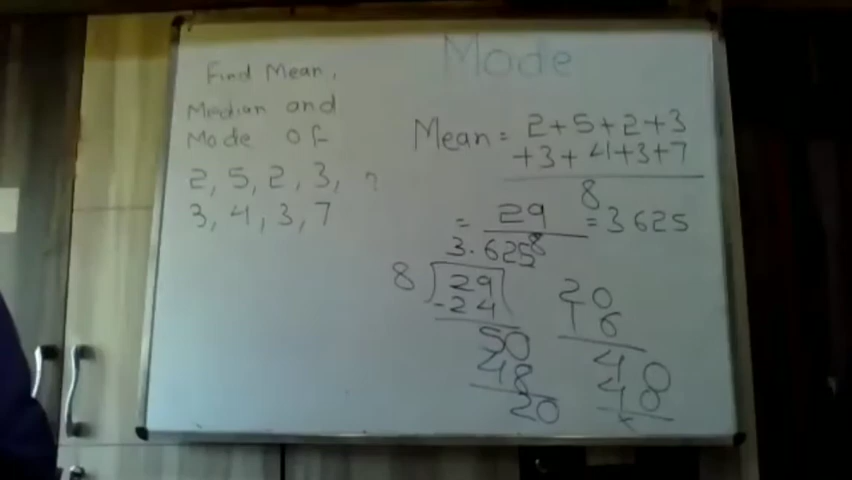 Find Mean,
Median and
Mode of
2, 5, 2, 3, ?
3, 4, 3, 7
Mode
Mean = 2+5+2+3
+3+4+3+7
8
= 29 = 3 625
8
3.625
8 29
-24
50
48
20
20
16
40
40
×